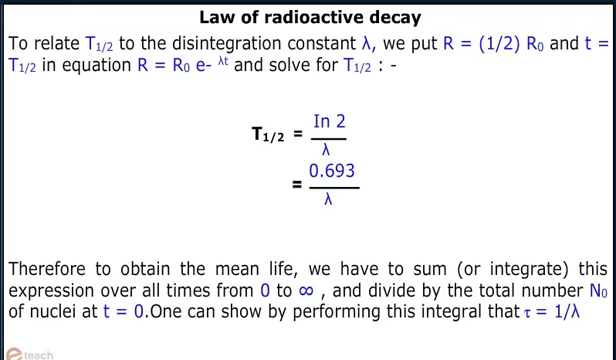 Law of radioactive decay
To relate T1/2 to the disintegration constant λ, we put R = (1/2) R0 and t =
T1/2 in equation R = R0 e- λt and solve for T1/2 : -
T1/2 = In 2
λ
= 0.693
λ
Therefore to obtain the mean life, we have to sum (or integrate) this
expression over all times from 0 to ∞ , and divide by the total number N0
of nuclei at t = 0.One can show by performing this integral that τ = 1/λ
e teach